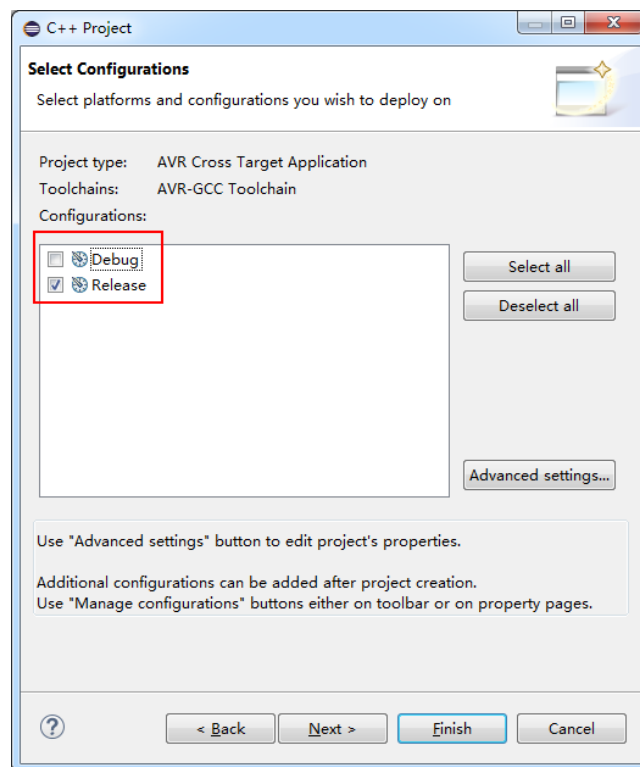 C++ Project
Select Configurations
Select platforms and configurations you wish to deploy on
Project type: AVR Cross Target Application
Toolchains: AVR-GCC Toolchain
Configurations:
Debug
Release
Select all
Deselect all
Advanced settings...
Use "Advanced settings" button to edit project's properties.
Additional configurations can be added after project creation.
Use "Manage configurations" buttons either on toolbar or on property pages.
?
< Back
Next >
Finish
Cancel